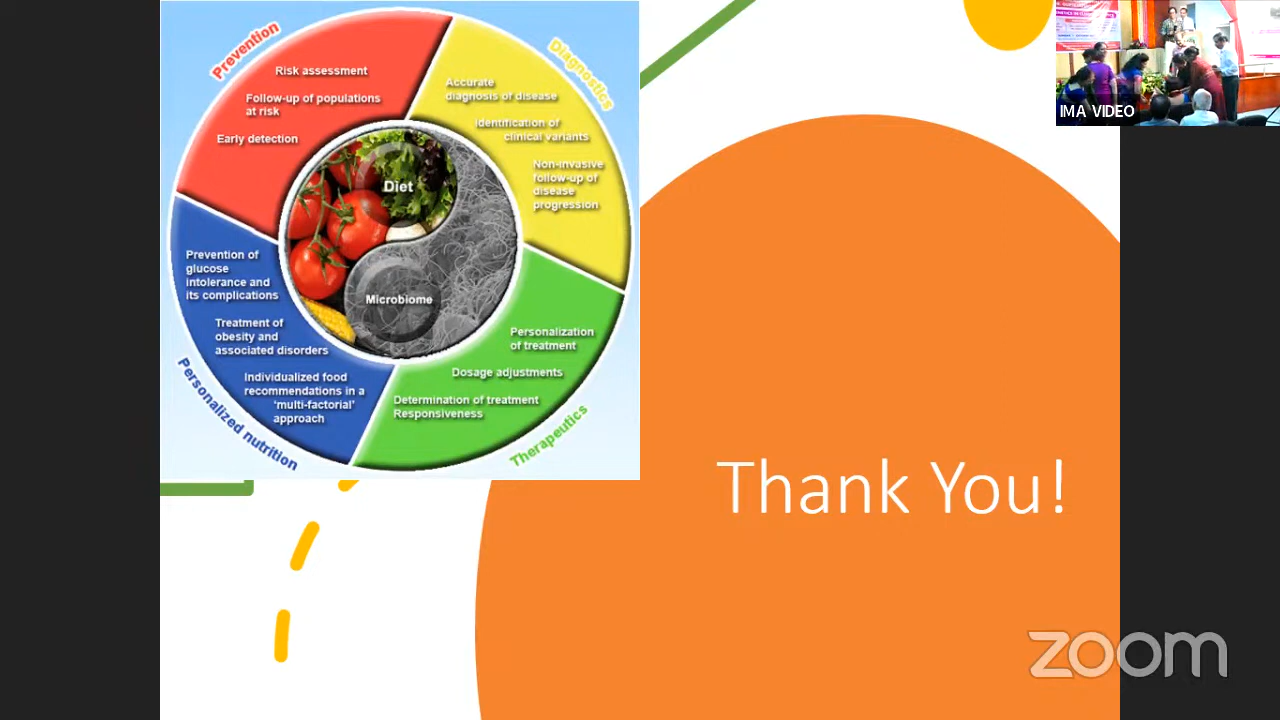 Prevention
Risk assessment
Follow-up of populations
at risk
Early detection
Diagnostics
Accurate
diagnosis of disease
Identification of
clinical variants
Non-invasive
follow-up of
disease
progression
Diet
Microbiome
Prevention of
glucose
intolerance and
its complications
Treatment of
obesity and
associated disorders
Individualized food
recommendations in a
'multi-factorial'
approach
Personalized nutrition
Personalization
of treatment
Dosage adjustments
Determination of treatment
Responsiveness
Therapeutics
IMA VIDEO
Thank You!
zoom